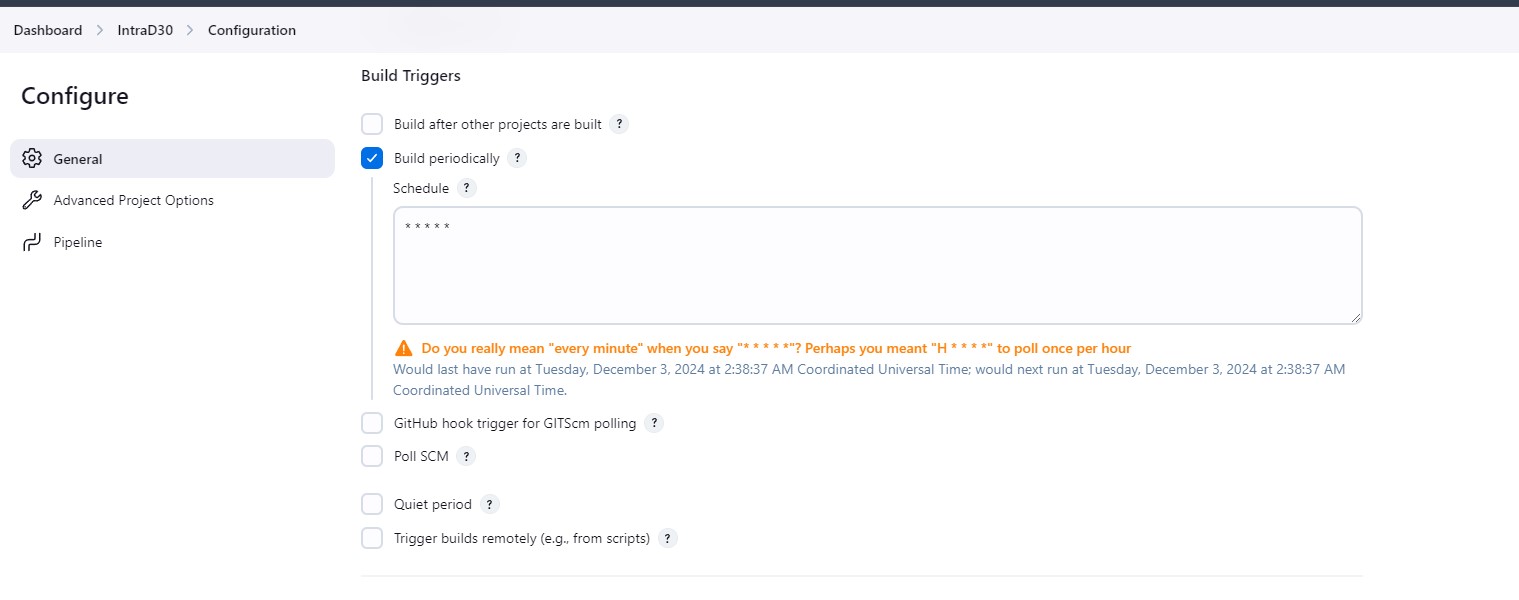 Dashboard > IntraD30 > Configuration
Configure
General
Advanced Project Options
Pipeline
Build Triggers
Build after other projects are built ?
Build periodically ?
Schedule ?
* * * * *
Do you really mean "every minute" when you say "* * * * *"? Perhaps you meant "H * * * *" to poll once per hour
Would last have run at Tuesday, December 3, 2024 at 2:38:37 AM Coordinated Universal Time; would next run at Tuesday, December 3, 2024 at 2:38:37 AM
Coordinated Universal Time.
GitHub hook trigger for GITScm polling ?
Poll SCM ?
Quiet period ?
Trigger builds remotely (e.g., from scripts) ?